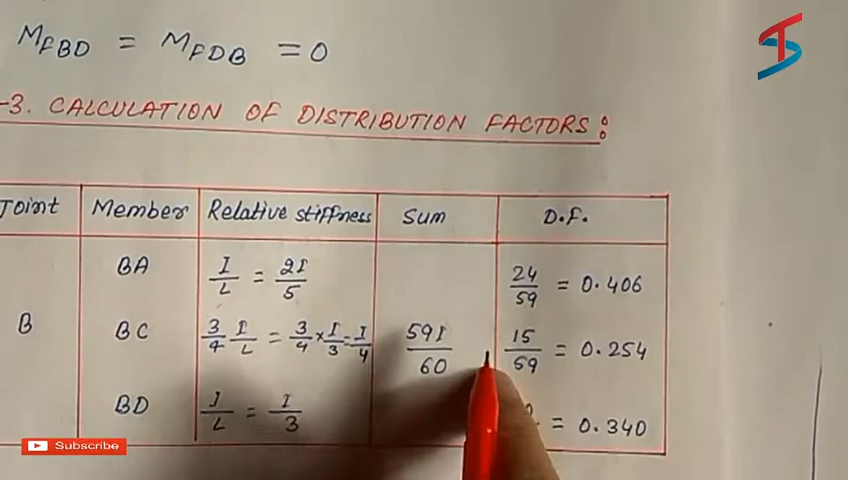 MFBD = MFDB = 0
-3. CALCULATION OF DISTRIBUTION FACTORS:
Joint Member Relative stiffness Sum D.F.
BA I/L = 2I/5 24/59 = 0.406
B BC 3/4 I/L = 3/4 × I/3 = I/4 59I/60 15/59 = 0.254
BD I/L = I/3 = 0.340
Subscribe